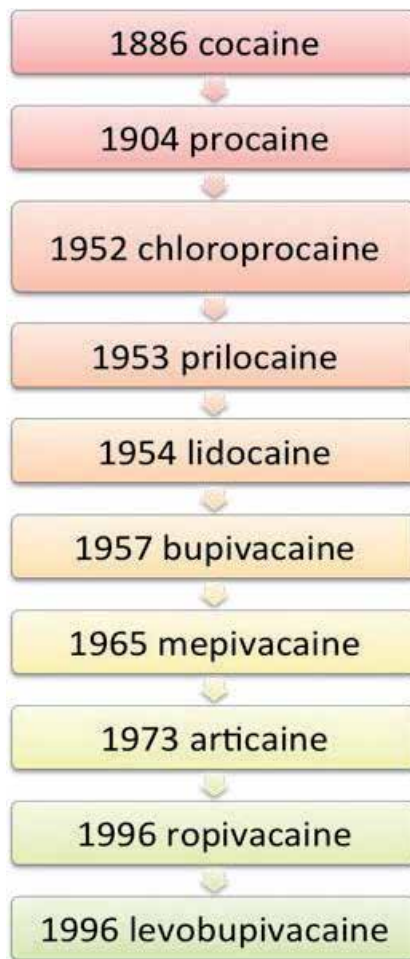 1886 cocaine
1904 procaine
1952 chloroprocaine
1953 prilocaine
1954 lidocaine
1957 bupivacaine
1965 mepivacaine
1973 articaine
1996 ropivacaine
1996 levobupivacaine